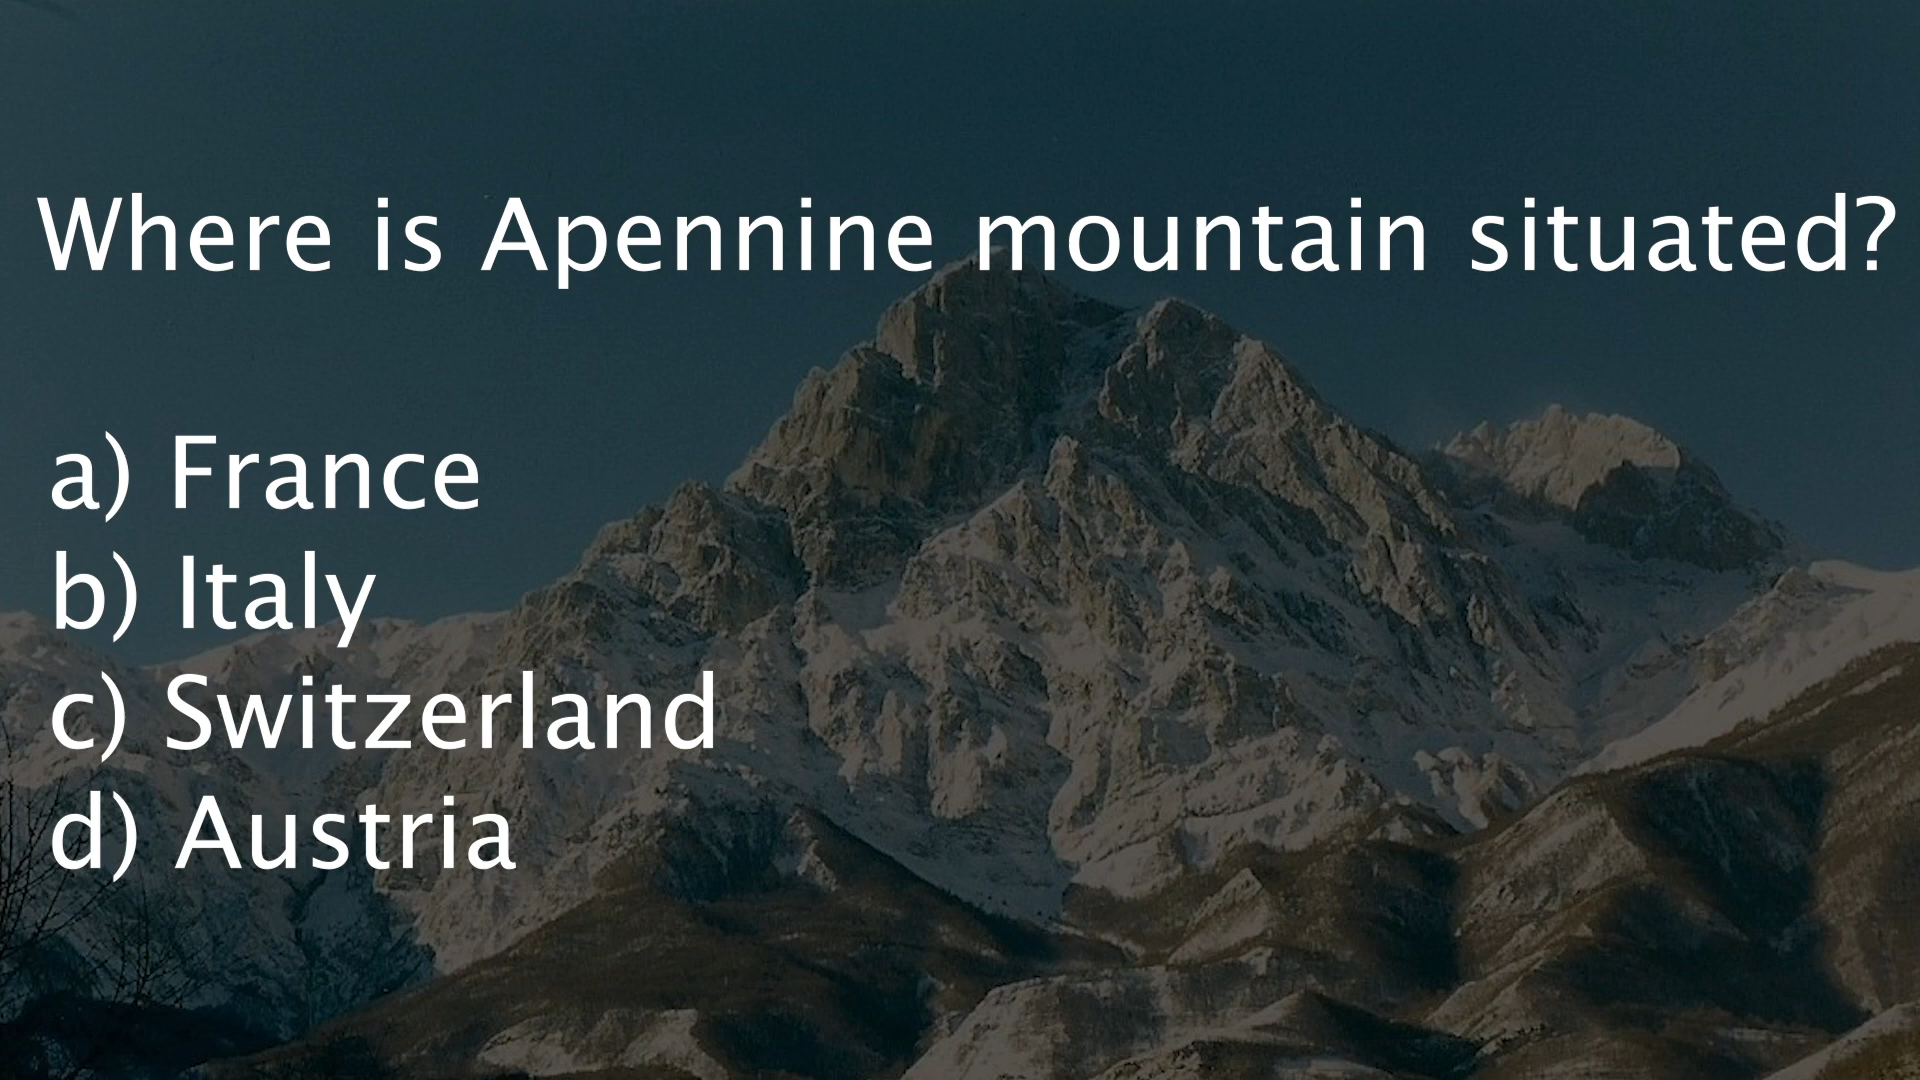 Where is Apennine mountain situated?
a) France
b) Italy
c) Switzerland
d) Austria